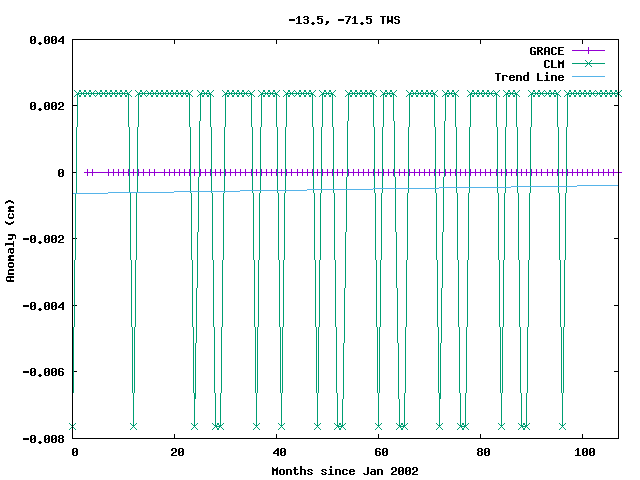 -13.5, -71.5 TWS
GRACE
CLM
Trend Line
0.004
0.002
0
-0.002
-0.004
-0.006
-0.008
Anomaly (cm)
0 20 40 60 80 100
Months since Jan 2002